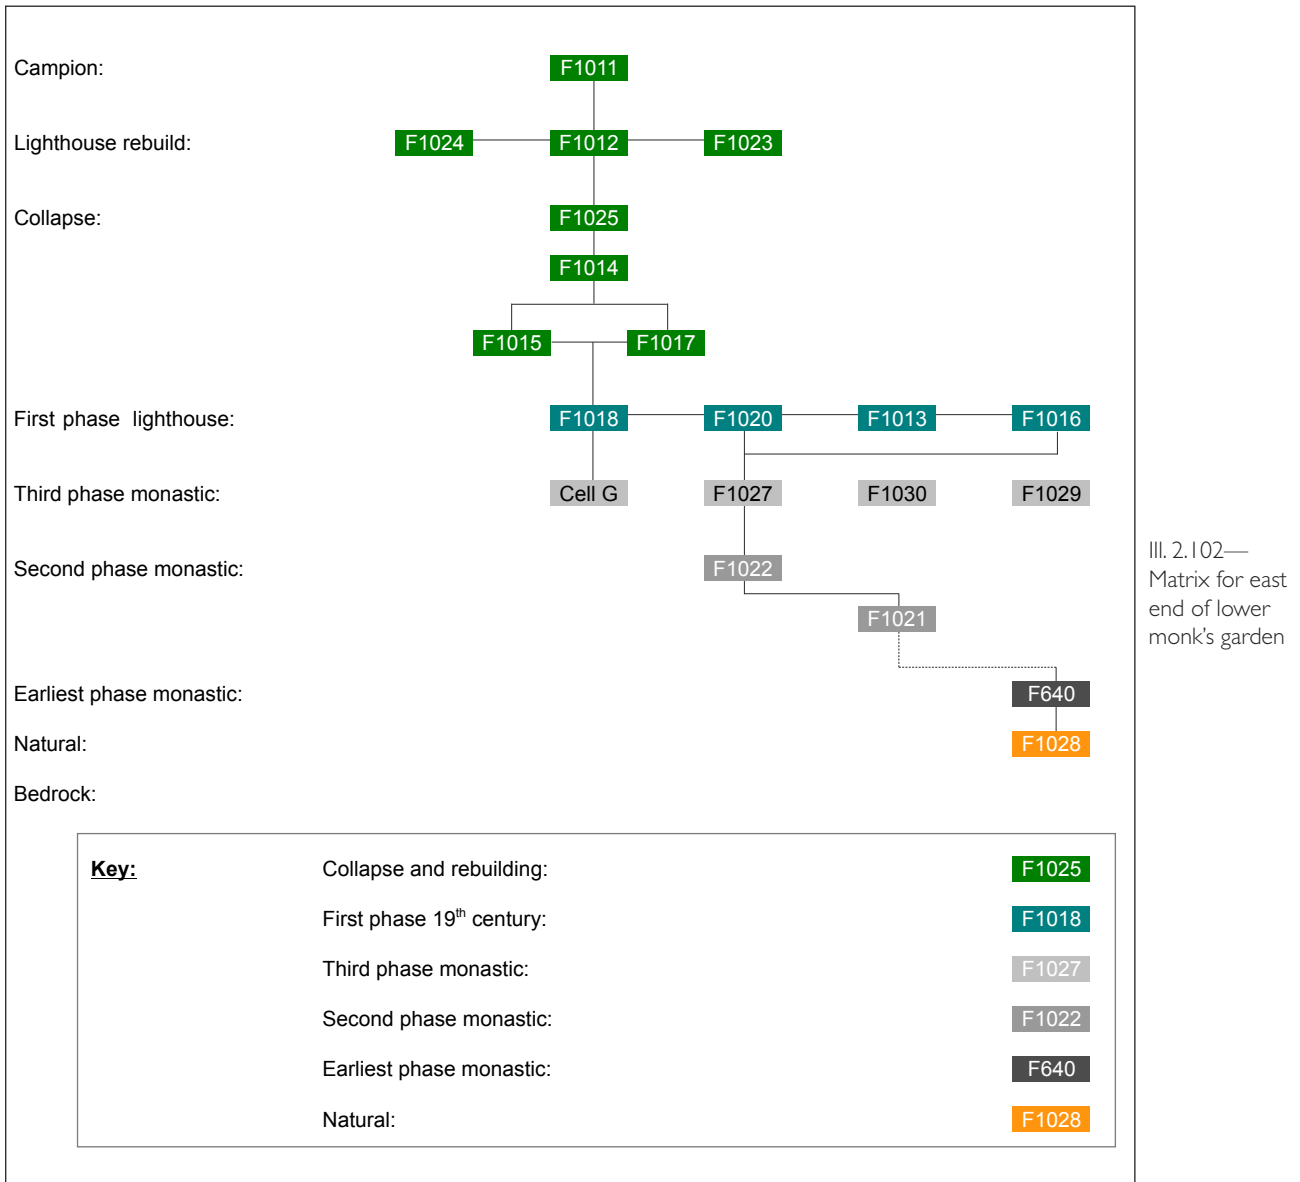 Campion: F1011
Lighthouse rebuild: F1024 F1012 F1023
Collapse: F1025
F1014
F1015 F1017
First phase lighthouse: F1018 F1020 F1013 F1016
Third phase monastic: Cell G F1027 F1030 F1029
Second phase monastic: F1022
F1021
Earliest phase monastic: F640
Natural: F1028
Bedrock:
Key: Collapse and rebuilding: F1025
First phase 19th century: F1018
Third phase monastic: F1027
Second phase monastic: F1022
Earliest phase monastic: F640
Natural: F1028
Ill. 2.102—
Matrix for east
end of lower
monk's garden